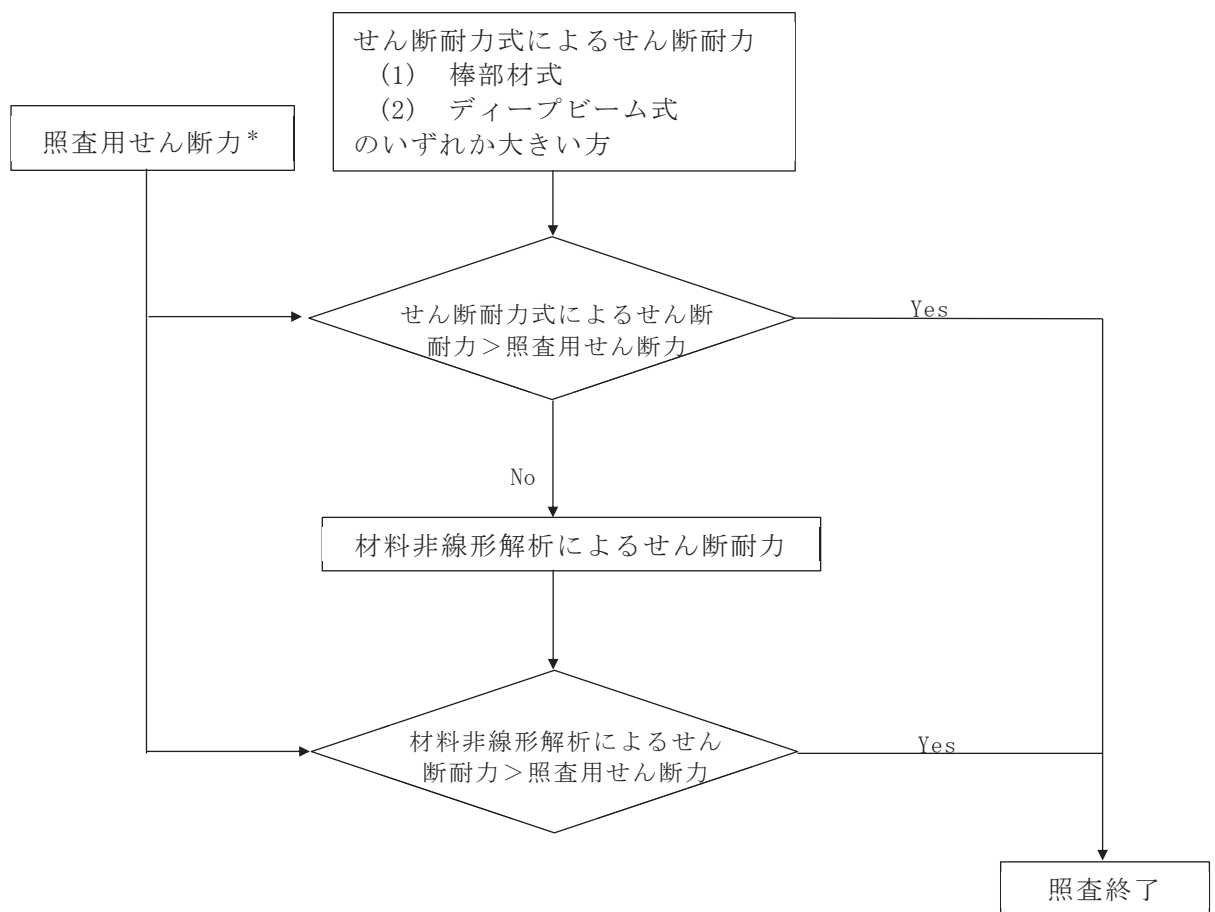 せん断耐力式によるせん断耐力
(1) 棒部材式
(2) ディープビーム式
のいずれか大きい方
照査用せん断力*
せん断耐力式によるせん断
耐力>照査用せん断力
Yes
No
材料非線形解析によるせん断耐力
材料非線形解析によるせん
断耐力>照査用せん断力
Yes
照査終了